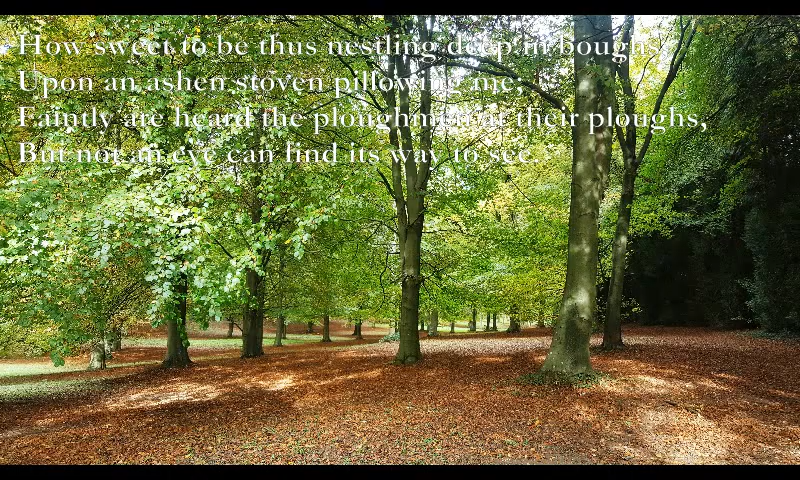 How sweet to be thus nestling deep in boughs
Upon an ashen stoven pillowing me;
Faintly are heard the ploughmen at their ploughs,
But not an eye can find its way to see.